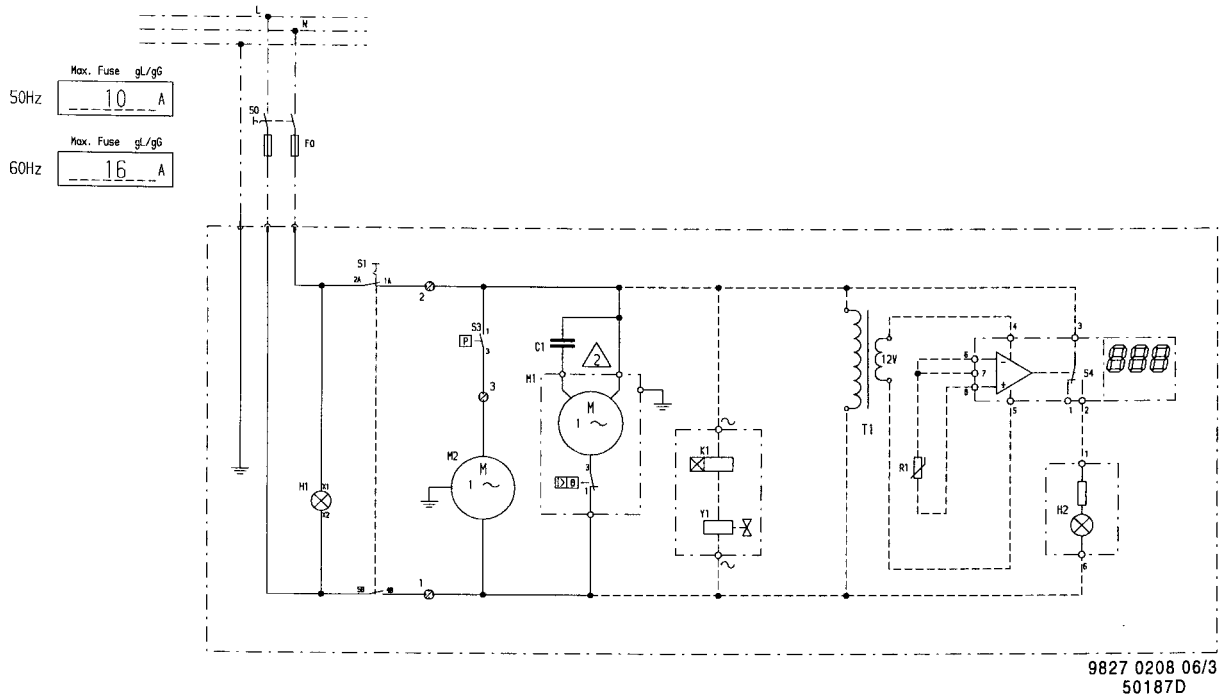 L
N
Max. Fuse gL/gG
50Hz 10 A
Max. Fuse gL/gG
60Hz 16 A
F0
S1
2A 1A
2
S3
1
P
3
C1
2
M1
3
M
1 ~
M2
M
1 ~
3
1
H1
X1
X2
5B 4B
1
~
K1
Y1
~
T1
12V
14
3
6
7
8
-
+
S4
5
1 2
888
R1
1
H2
6
9827 0208 06/3
50187D